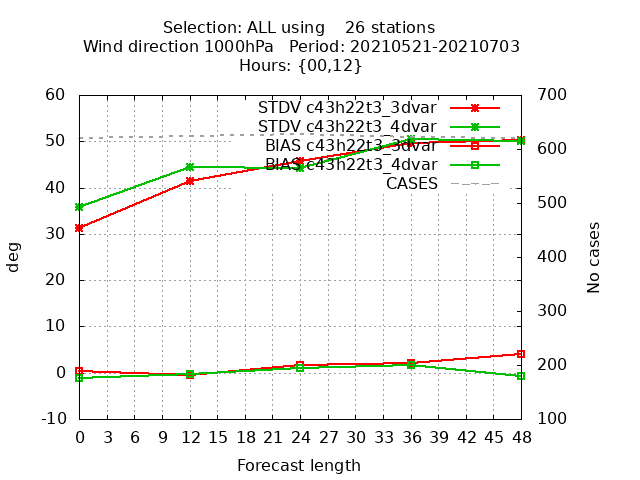 Selection: ALL using 26 stations
Wind direction 1000hPa Period: 20210521-20210703
Hours: {00,12}
60 700
STDV c43h22t3_3dvar
STDV c43h22t3_4dvar
50 600
BIAS c43h22t3_3dvar
BIAS c43h22t3_4dvar
CASES
40 500
30 400
20 300
10 200
0
-10 100
deg
No cases
0 3 6 9 12 15 18 21 24 27 30 33 36 39 42 45 48
Forecast length